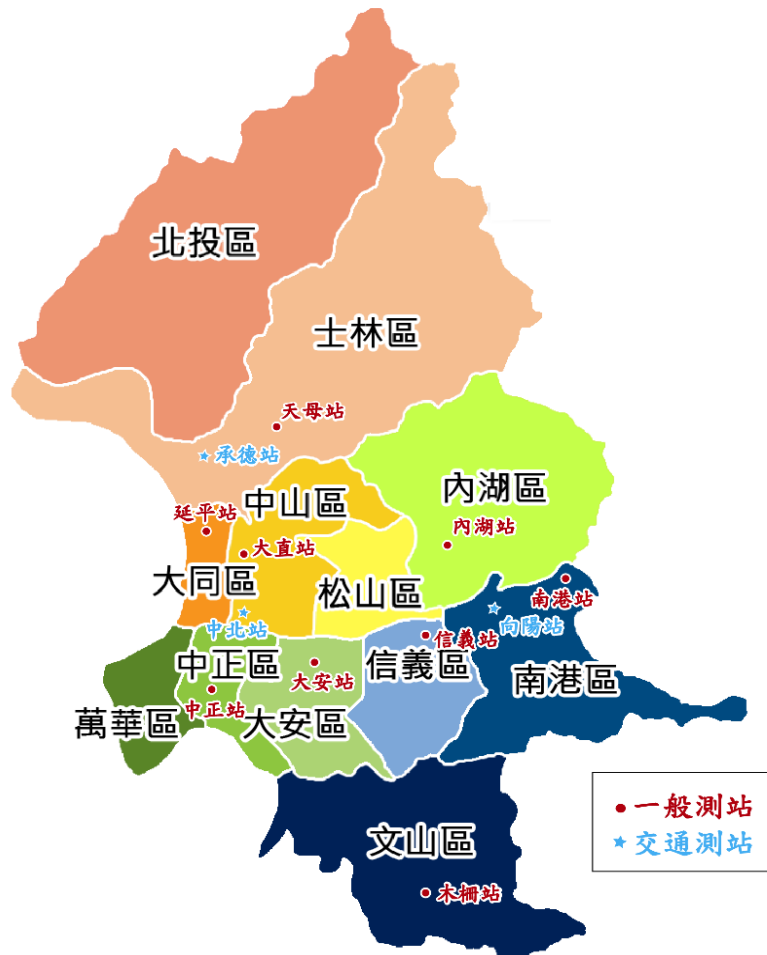 北投區
士林區
天母站
承德站
中山區
內湖區
延平站
大直站
內湖站
大同區
松山區
南港站
中北站
向陽站
信義站
中正區
大安站
信義區
南港區
中正站
萬華區
大安區
一般測站
交通測站
文山區
木柵站